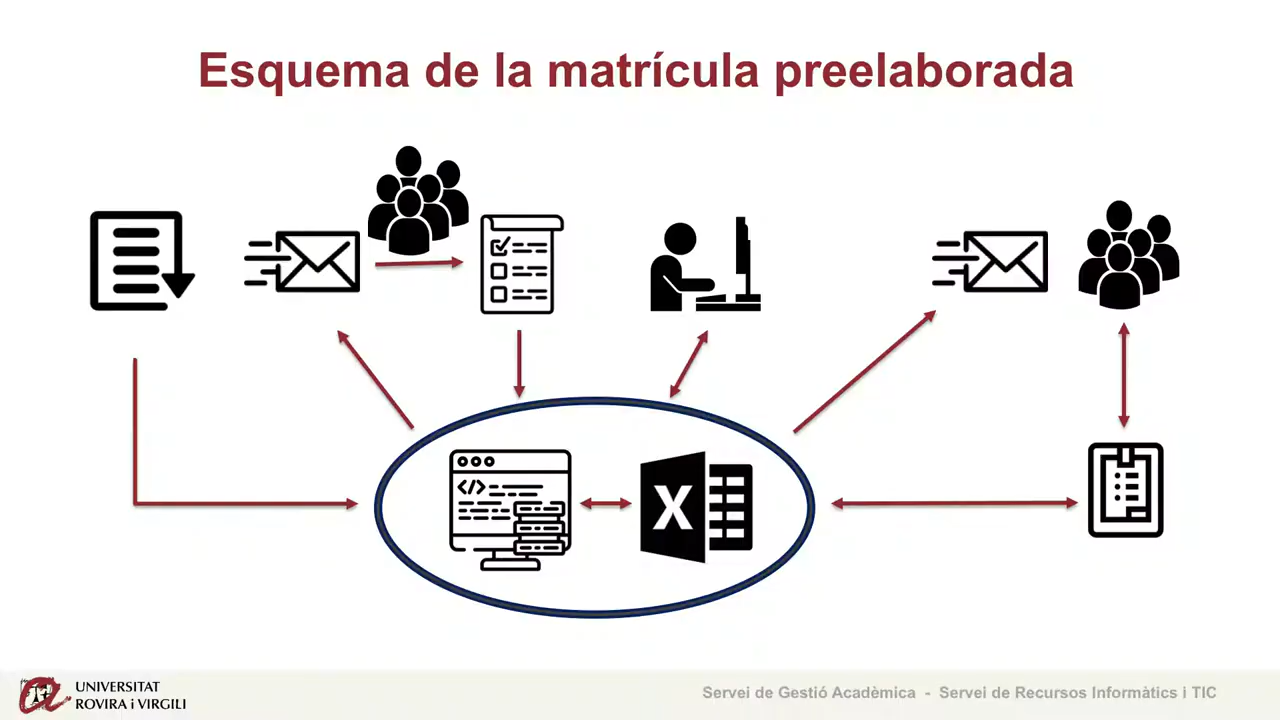 Esquema de la matrícula preelaborada
</>
X
UNIVERSITAT
ROVIRA i VIRGILI
Servei de Gestió Acadèmica - Servei de Recursos Informàtics i TIC